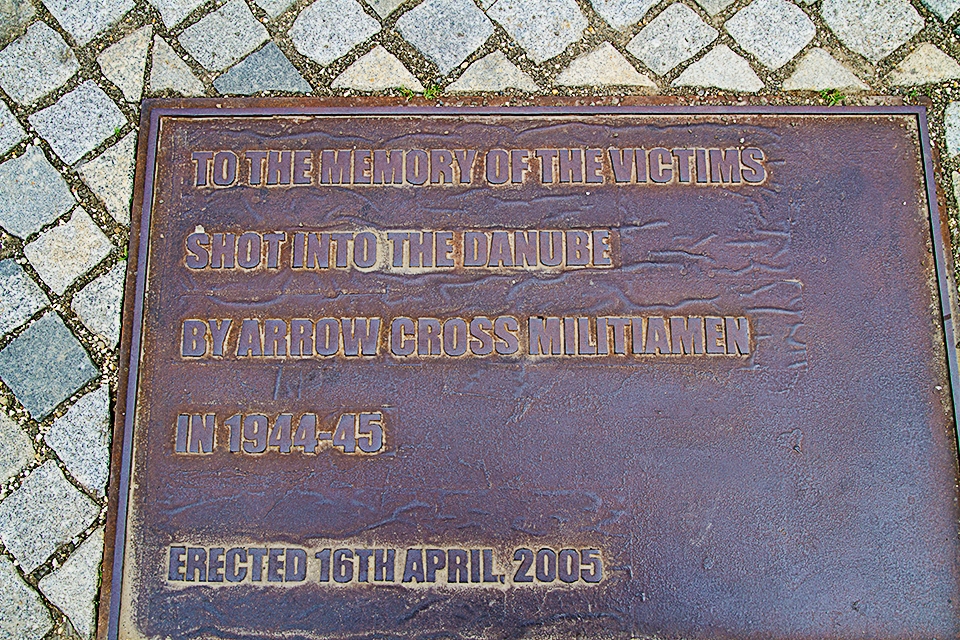 TO THE MEMORY OF THE VICTIMS
SHOT INTO THE DANUBE
BY ARROW CROSS MILITIAMEN
IN 1944-45
ERECTED 16TH APRIL, 2005